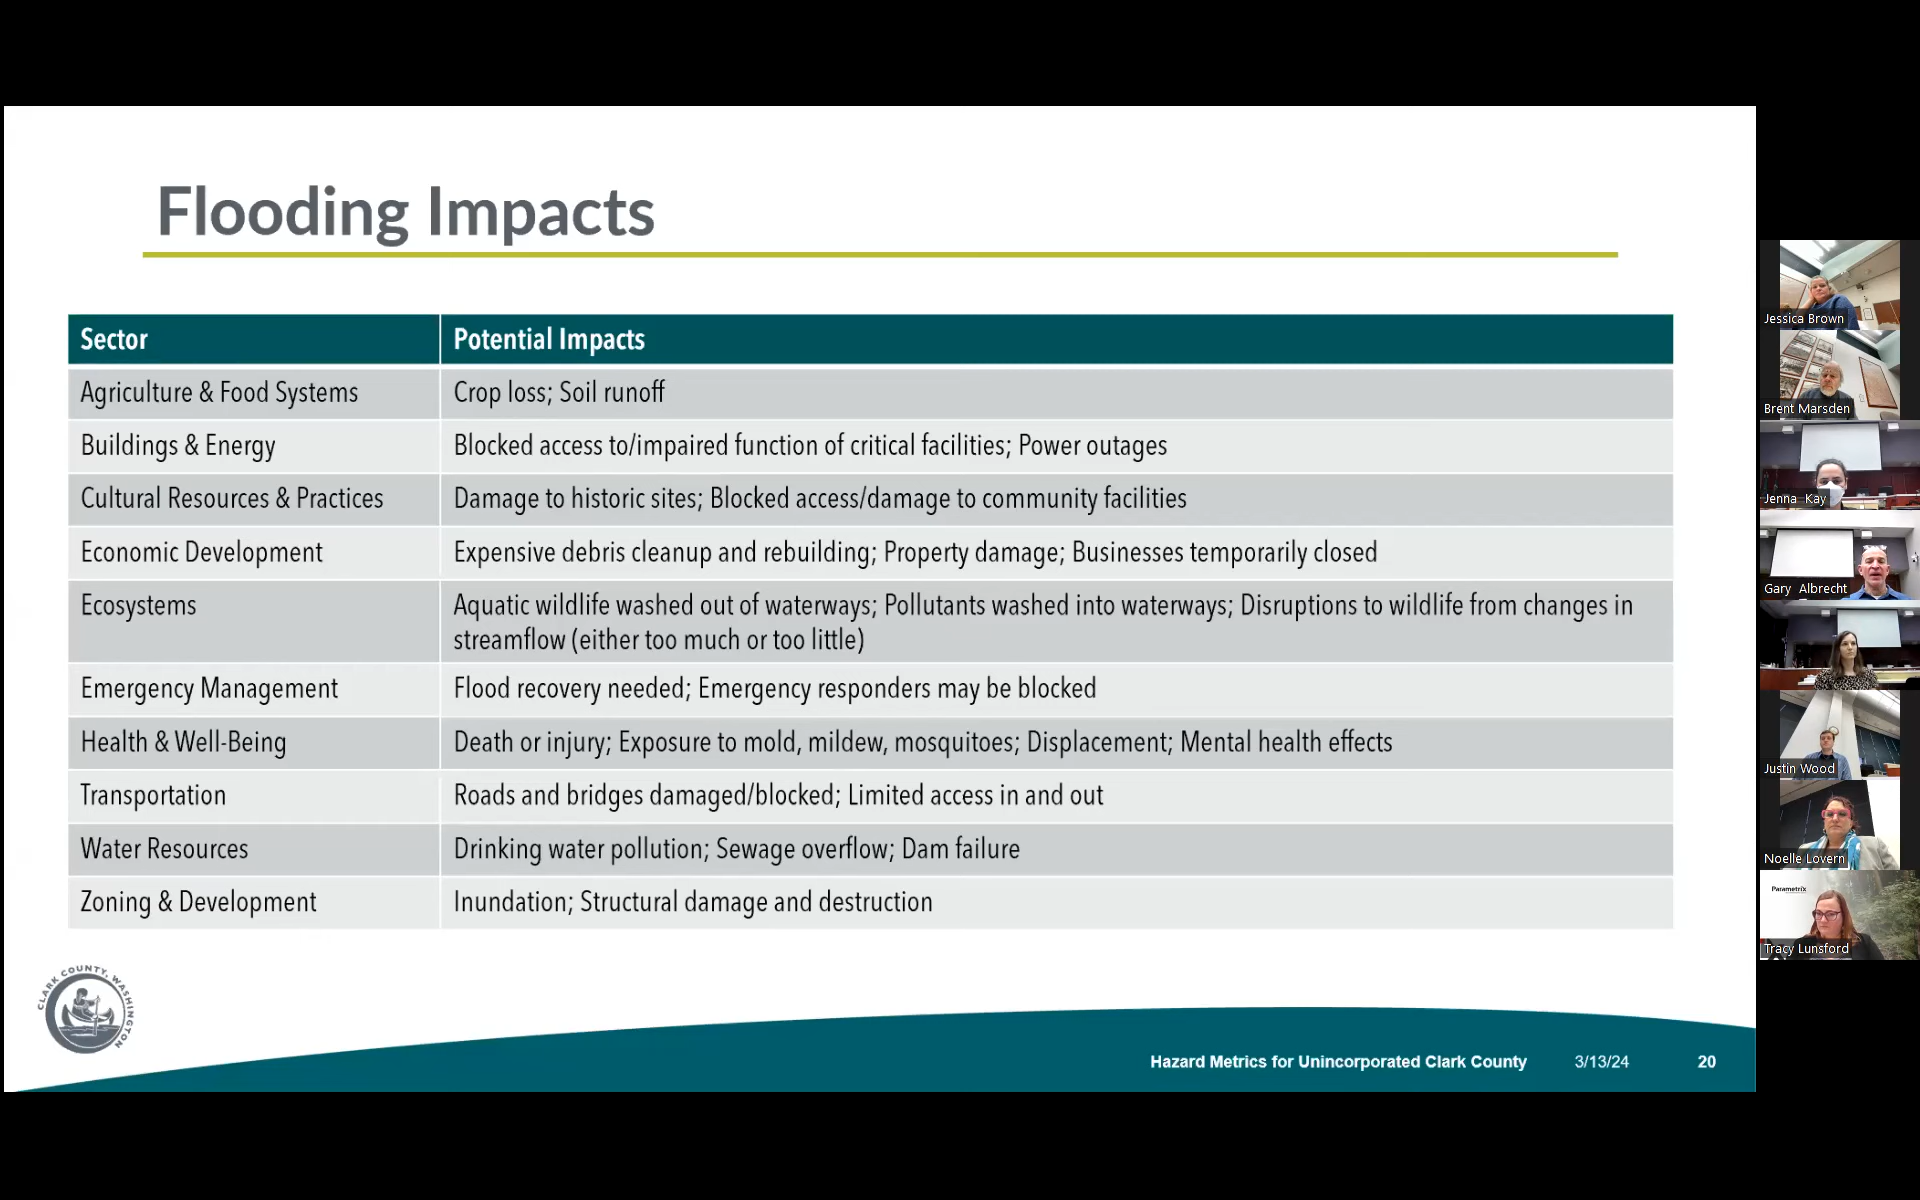 Flooding Impacts
Sector Potential Impacts
Agriculture & Food Systems Crop loss; Soil runoff
Buildings & Energy Blocked access to/impaired function of critical facilities; Power outages
Cultural Resources & Practices Damage to historic sites; Blocked access/damage to community facilities
Economic Development Expensive debris cleanup and rebuilding; Property damage; Businesses temporarily closed
Ecosystems Aquatic wildlife washed out of waterways; Pollutants washed into waterways; Disruptions to wildlife from changes in
streamflow (either too much or too little)
Emergency Management Flood recovery needed; Emergency responders may be blocked
Health & Well-Being Death or injury; Exposure to mold, mildew, mosquitoes; Displacement; Mental health effects
Transportation Roads and bridges damaged/blocked; Limited access in and out
Water Resources Drinking water pollution; Sewage overflow; Dam failure
Zoning & Development Inundation; Structural damage and destruction
CLARK COUNTY, WASHINGTON
Hazard Metrics for Unincorporated Clark County 3/13/24 20
Jessica Brown
Brent Marsden
Jenna Kay
Gary Albrecht
Justin Wood
Noelle Lovern
Parametrix
Tracy Lunsford